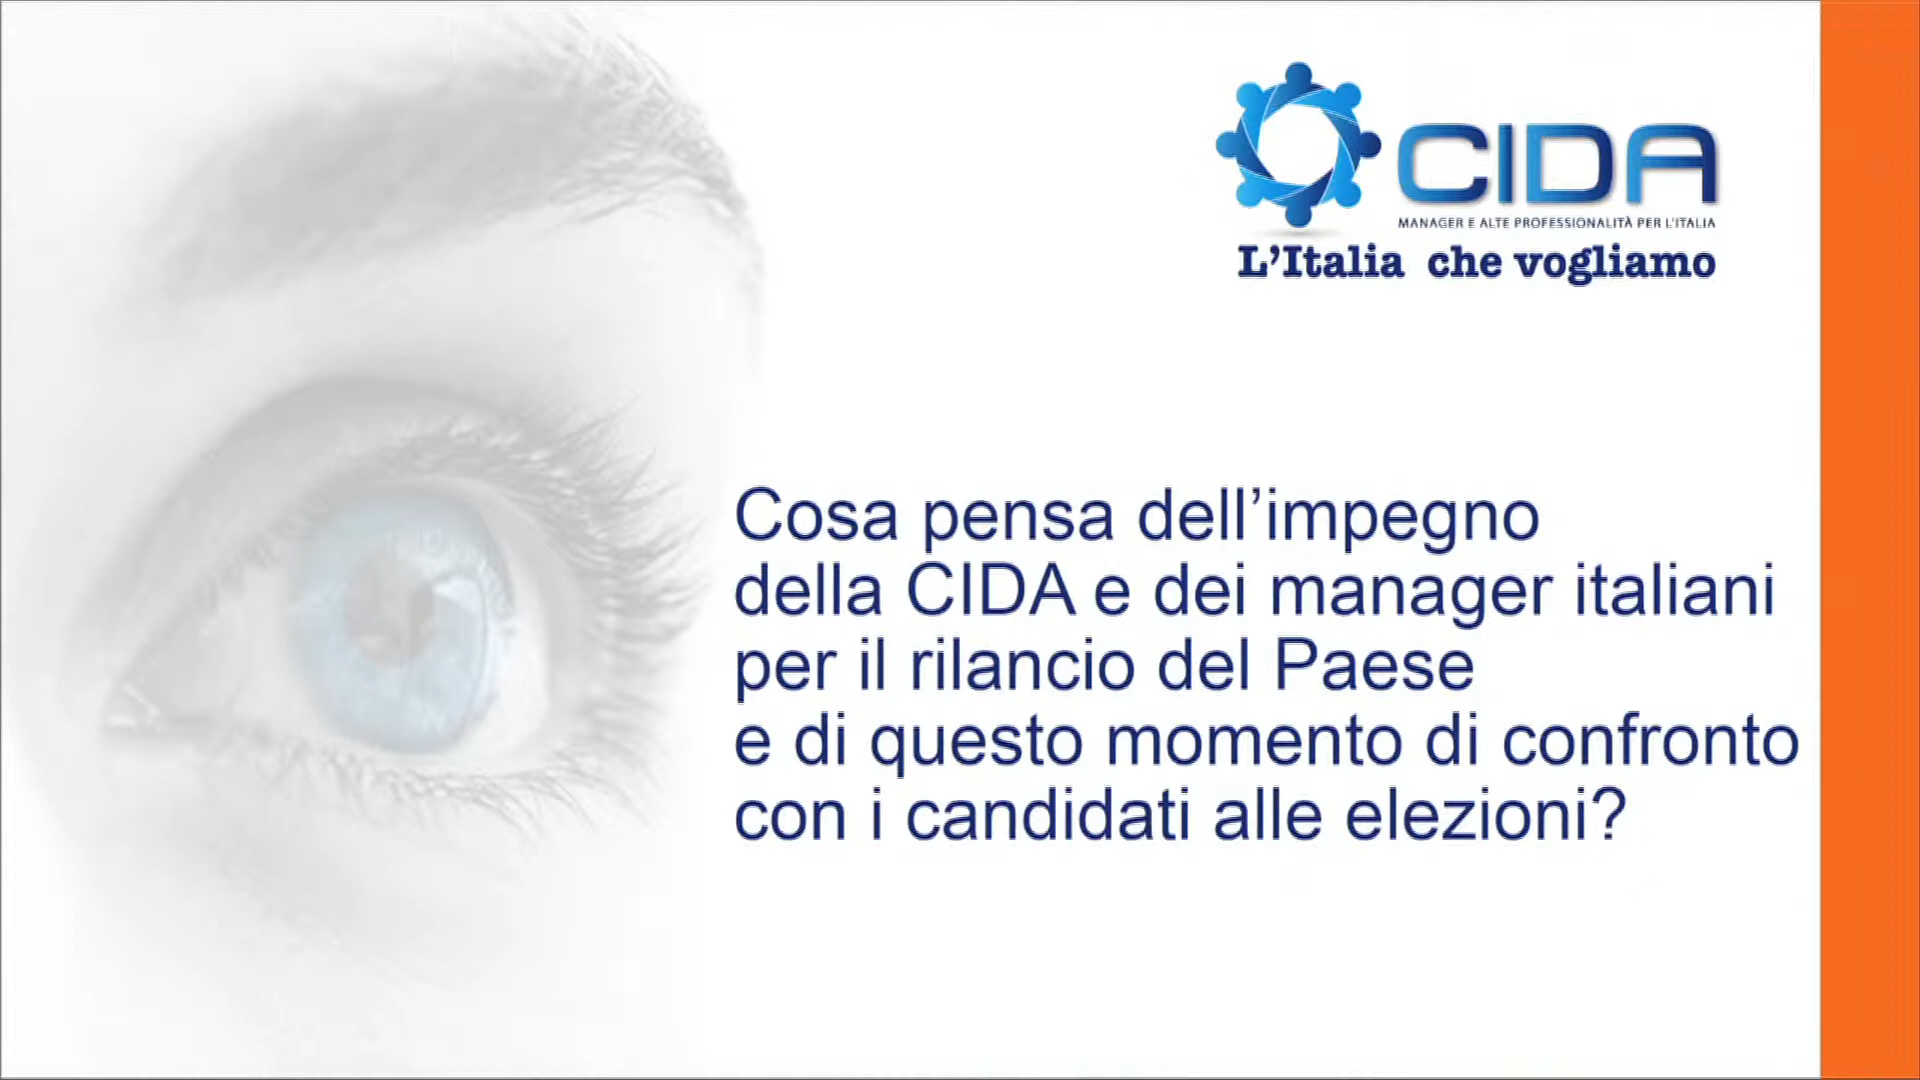 CIDA
MANAGER E ALTE PROFESSIONALITÀ PER L'ITALIA
L'Italia che vogliamo
Cosa pensa dell'impegno
della CIDA e dei manager italiani
per il rilancio del Paese
e di questo momento di confronto
con i candidati alle elezioni?